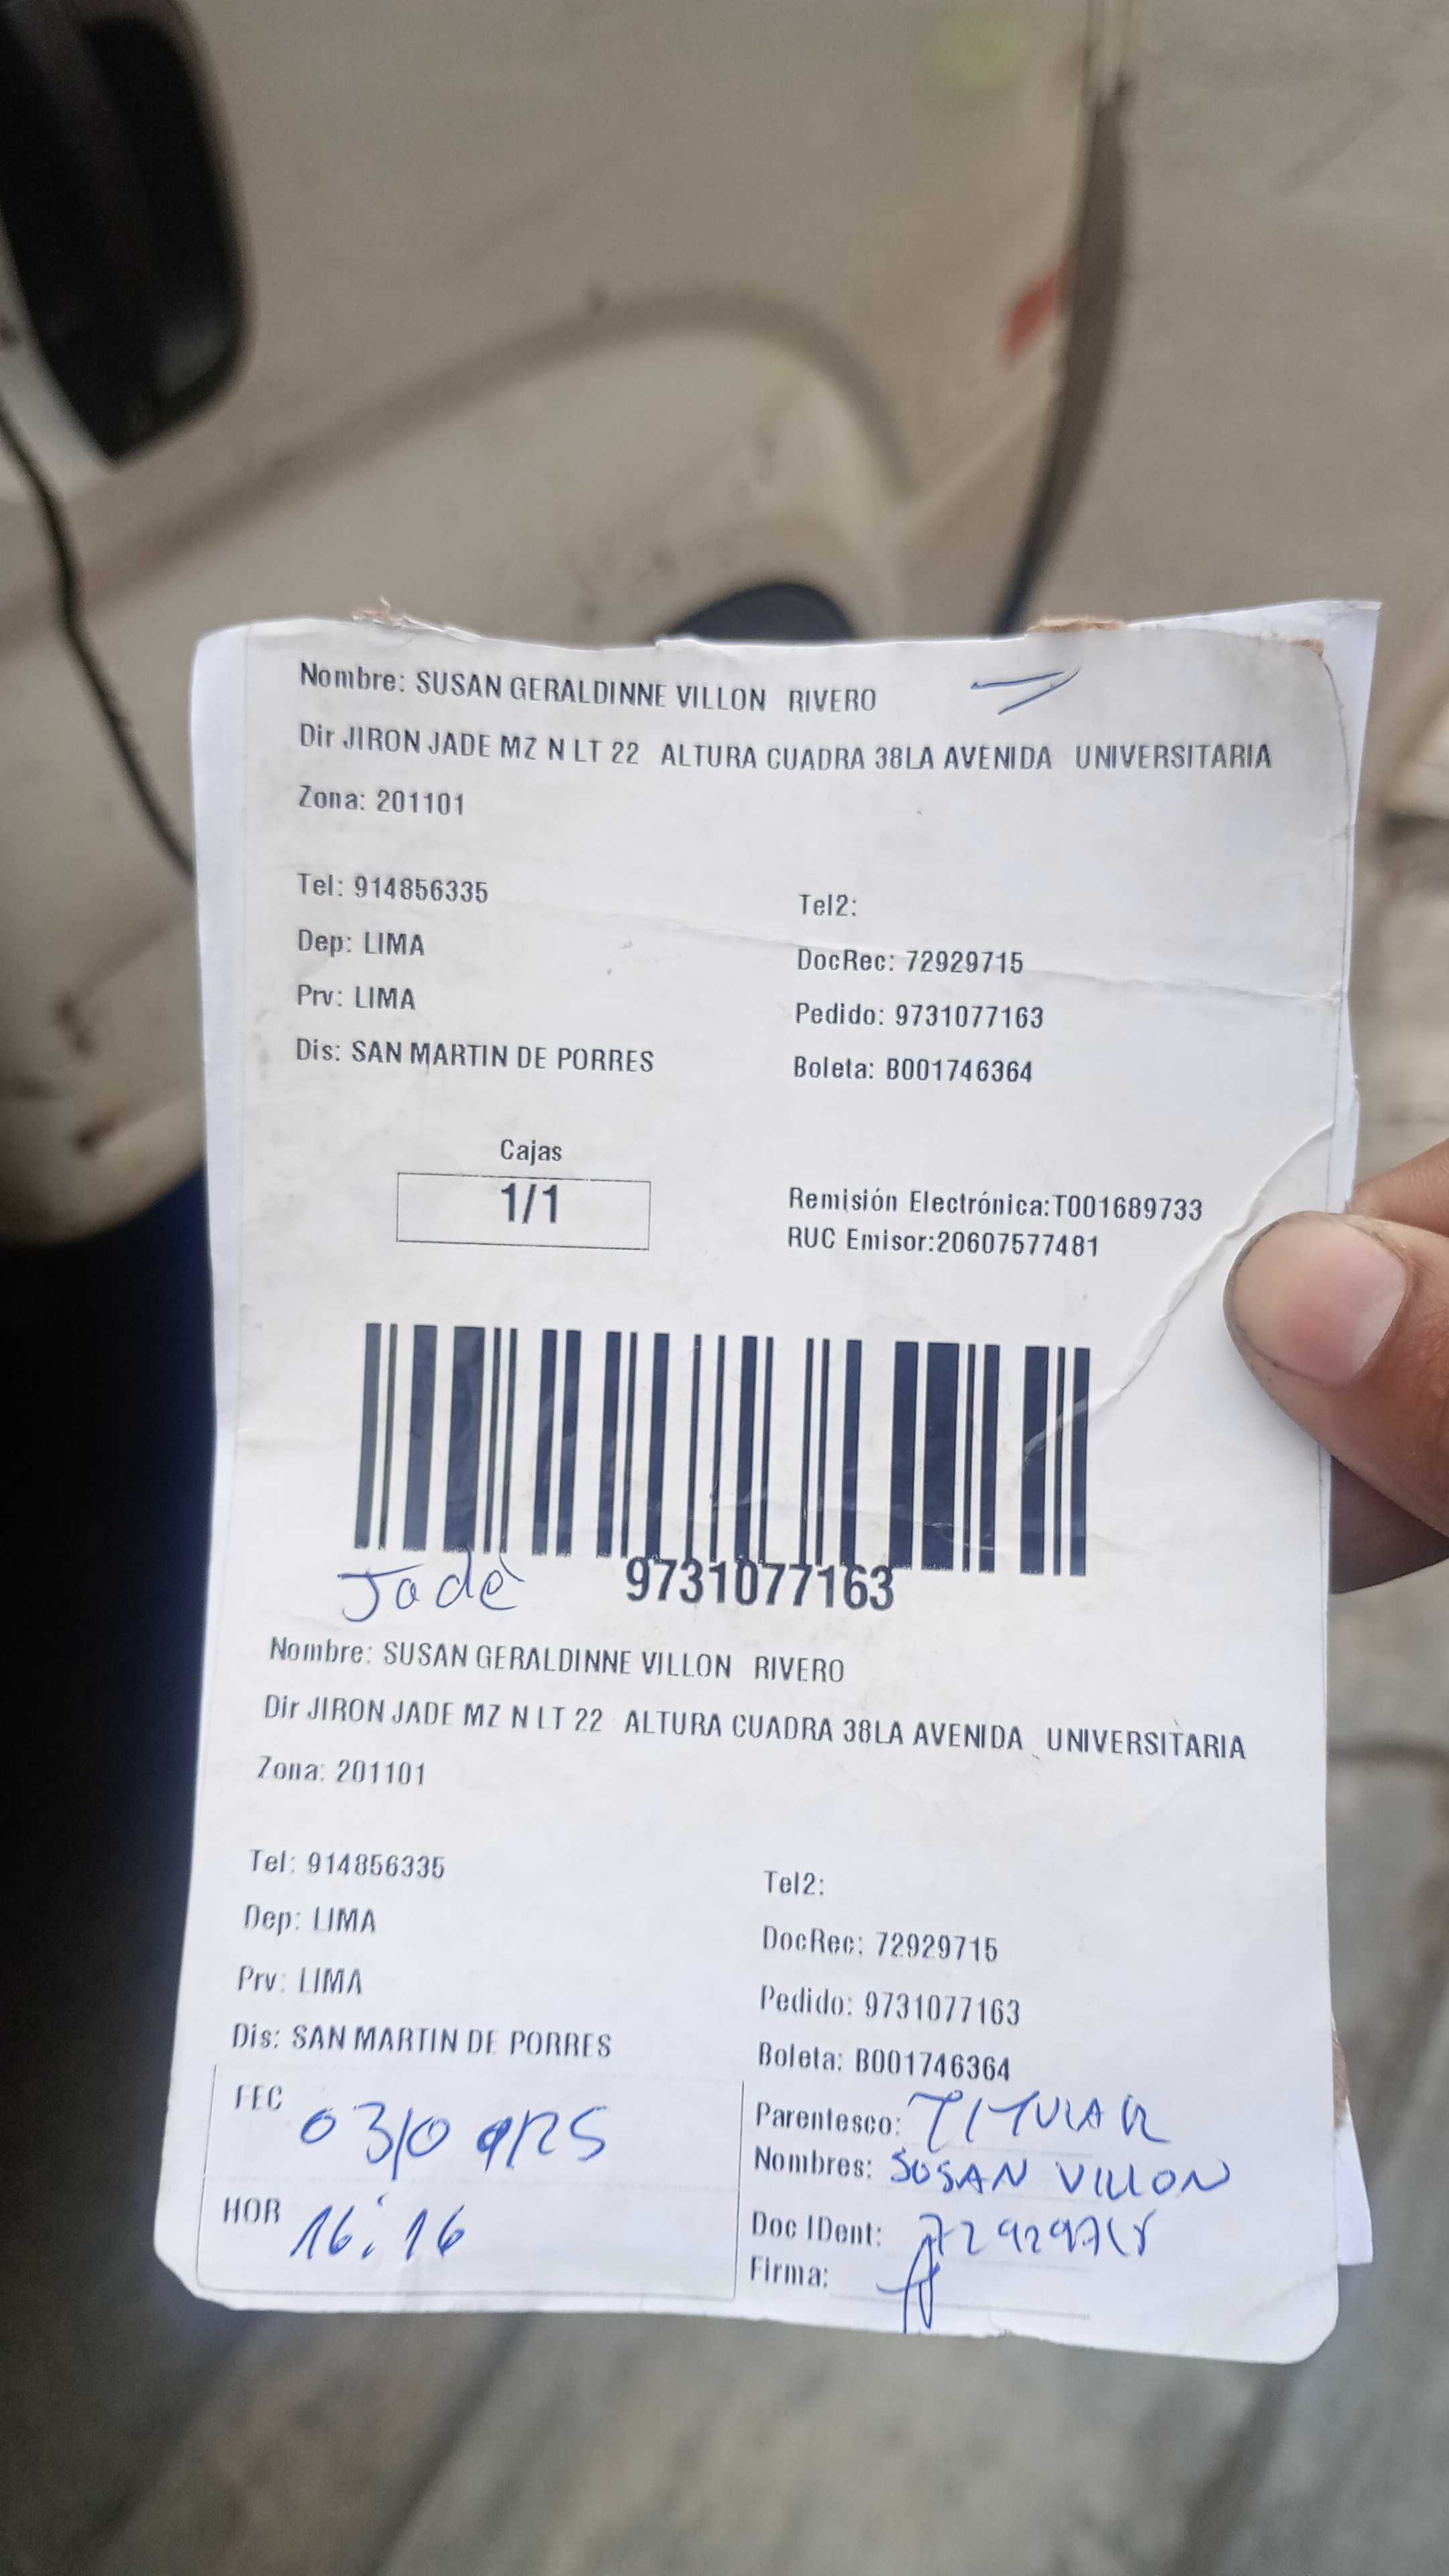 Nombre: SUSAN GERALDINNE VILLON RIVERO
Dir JIRON JADE MZ N LT 22 ALTURA CUADRA 38LA AVENIDA UNIVERSITARIA
Zona: 201101
Tel: 914856335
Tel2:
Dep: LIMA
DocRec: 72929715
Prv: LIMA
Pedido: 9731077163
Dis: SAN MARTIN DE PORRES
Boleta: B001746364
Cajas
1/1
Remisión Electrónica:T001689733
RUC Emisor:20607577481
Jade
9731077163
Nombre: SUSAN GERALDINNE VILLON RIVERO
Dir JIRON JADE MZ N LT 22 ALTURA CUADRA 38LA AVENIDA UNIVERSITARIA
Zona: 201101
Tel: 914856335
Tel2:
Dep: LIMA
DocRec: 72929715
Prv: LIMA
Pedido: 9731077163
Dis: SAN MARTIN DE PORRES
Boleta: B001746364
FEC 03/09/25
Parentesco: TITULAR
Nombres: SUSAN VILLON
HOR 16:16
Doc IDent: 72929715
Firma: